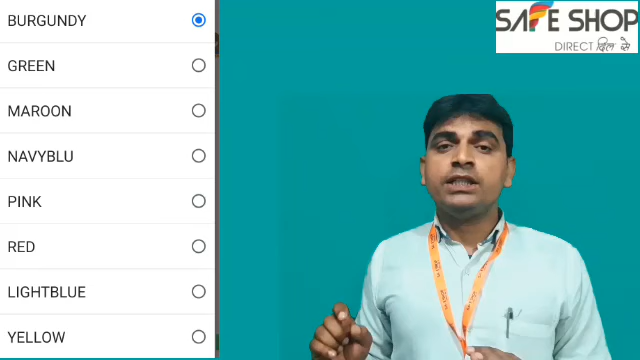 BURGUNDY
GREEN
MAROON
NAVYBLU
PINK
RED
LIGHTBLUE
YELLOW
SAFE SHOP
DIRECT दिल से